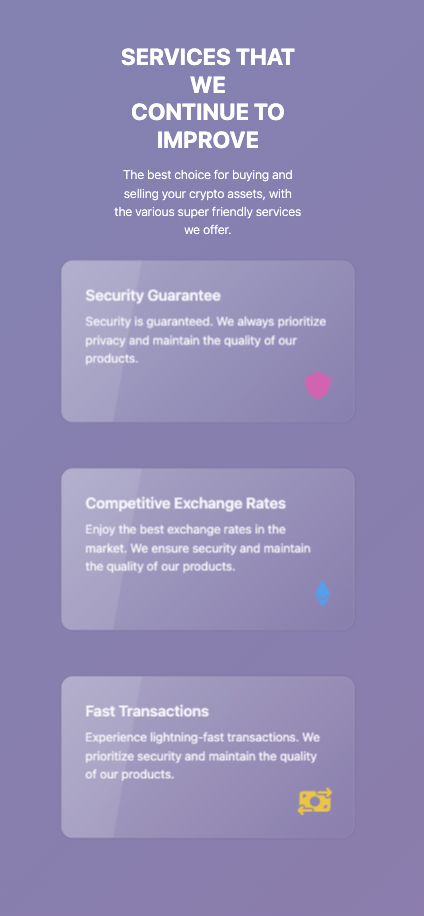 SERVICES THAT
WE
CONTINUE TO
IMPROVE
The best choice for buying and
selling your crypto assets, with
the various super friendly services
we offer.
Security Guarantee
Security is guaranteed. We always prioritize
privacy and maintain the quality of our
products.
Competitive Exchange Rates
Enjoy the best exchange rates in the
market. We ensure security and maintain
the quality of our products.
Fast Transactions
Experience lightning-fast transactions. We
prioritize security and maintain the quality
of our products.